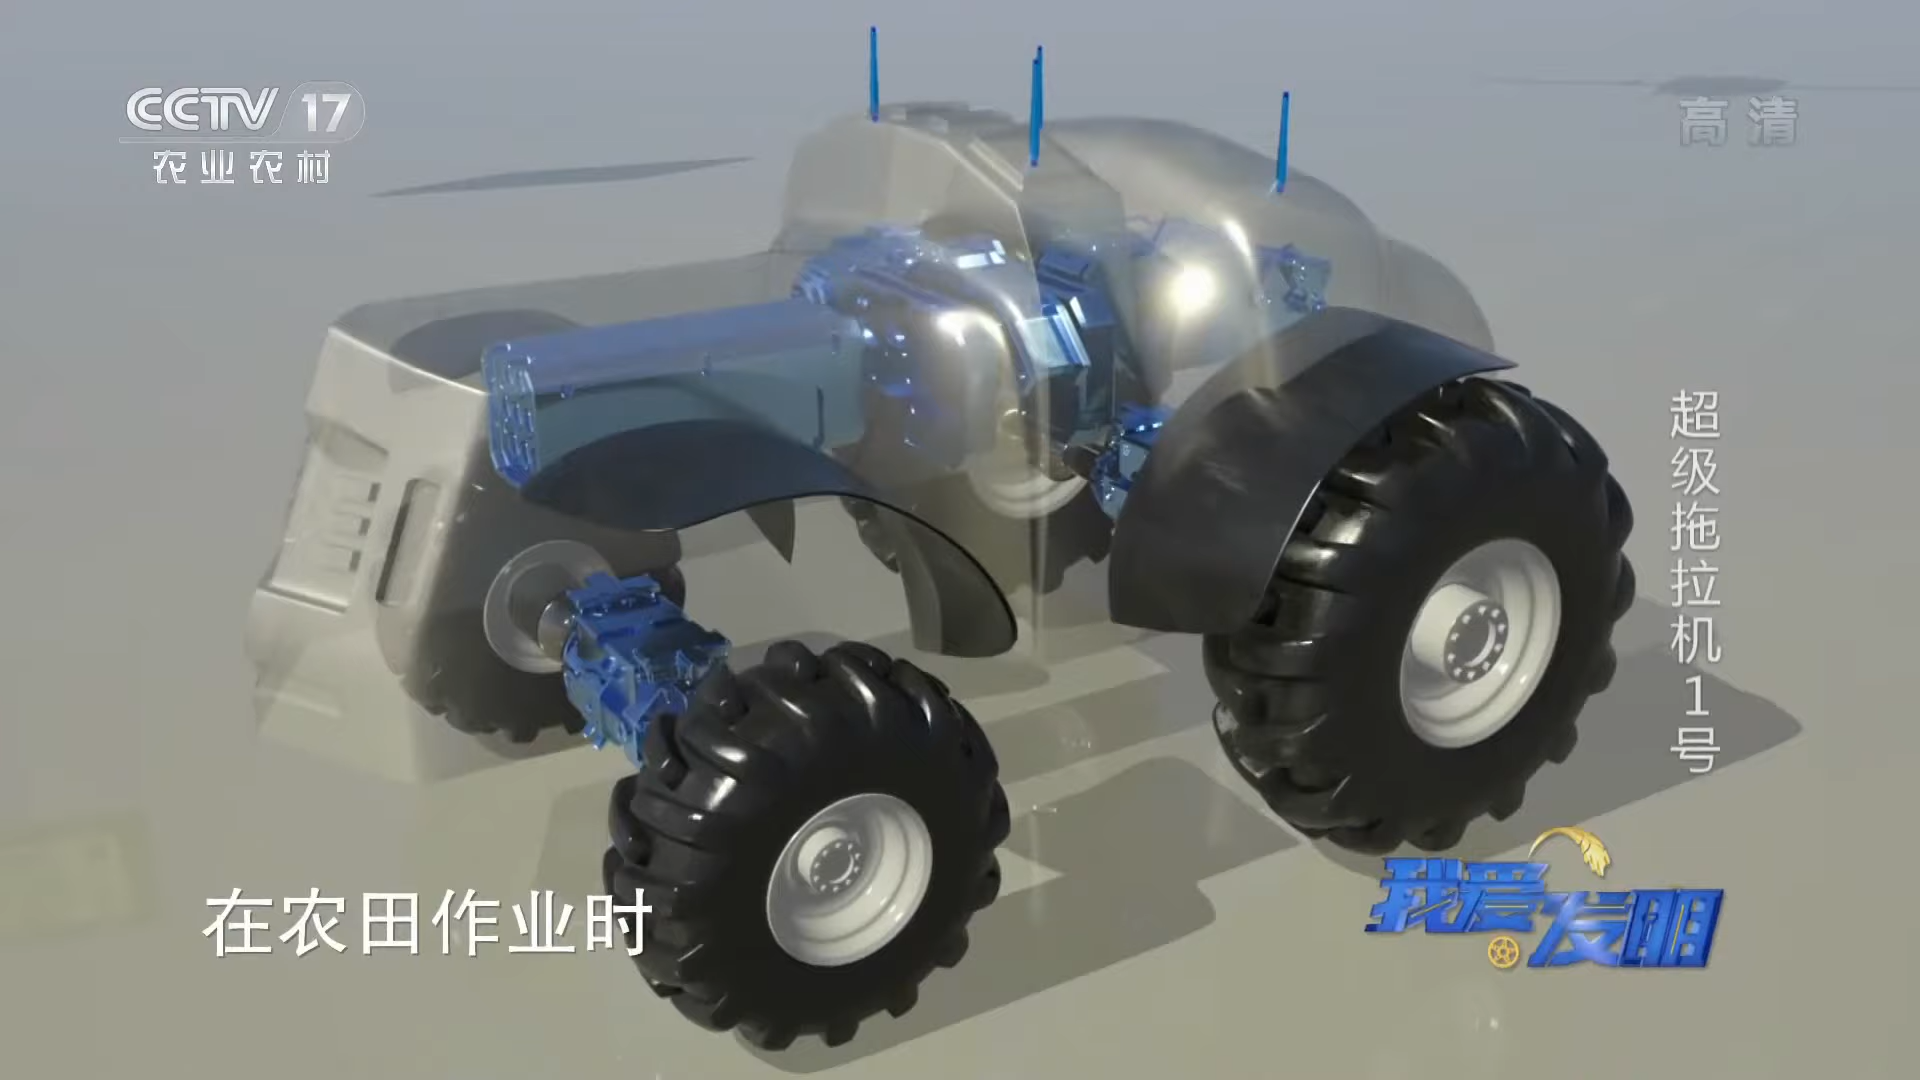 CCTV 17
农业农村
高清
超级拖拉机1号
在农田作业时
我爱发明